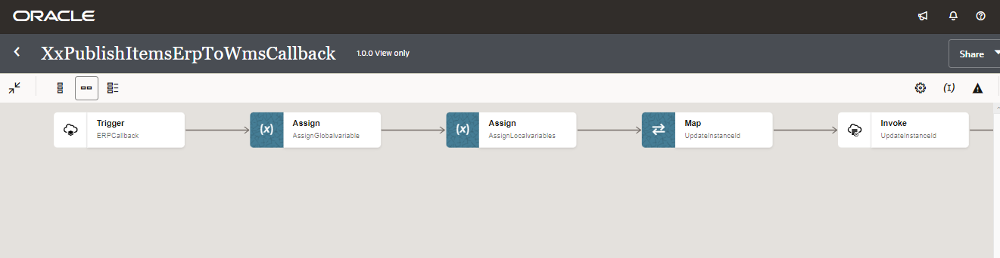 ORACLE
XxPublishItemsErpToWmsCallback
1.0.0 View only
Share
(I)
Trigger
ERPCallback
(x)
Assign
AssignGlobalvariable
(x)
Assign
AssignLocalvariables
Map
UpdateInstanceId
Invoke
UpdateInstanceId